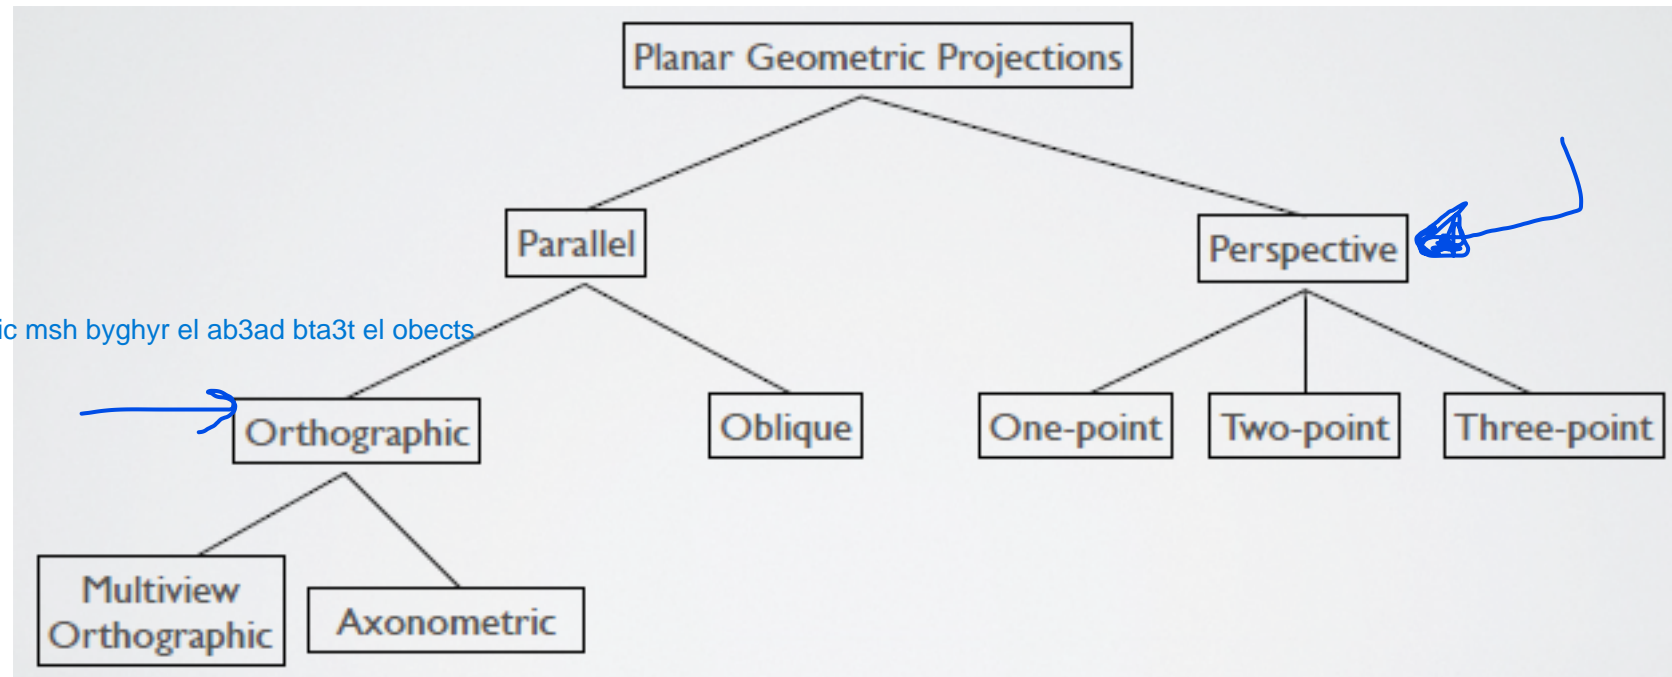 Planar Geometric Projections
Parallel
Perspective
ic msh byghyr el ab3ad bta3t el obects
Orthographic
Oblique
One-point
Two-point
Three-point
Multiview
Orthographic
Axonometric